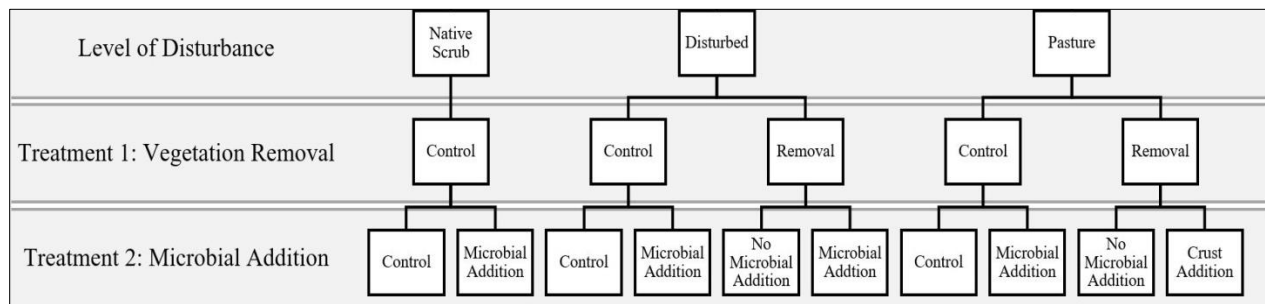 Level of Disturbance
Native
Scrub
Disturbed
Pasture
Treatment 1: Vegetation Removal
Control
Control
Removal
Control
Removal
Treatment 2: Microbial Addition
Control
Microbial
Addition
Control
Microbial
Addition
No
Microbial
Addition
Microbial
Addtion
Control
Microbial
Addition
No
Microbial
Addition
Crust
Addition